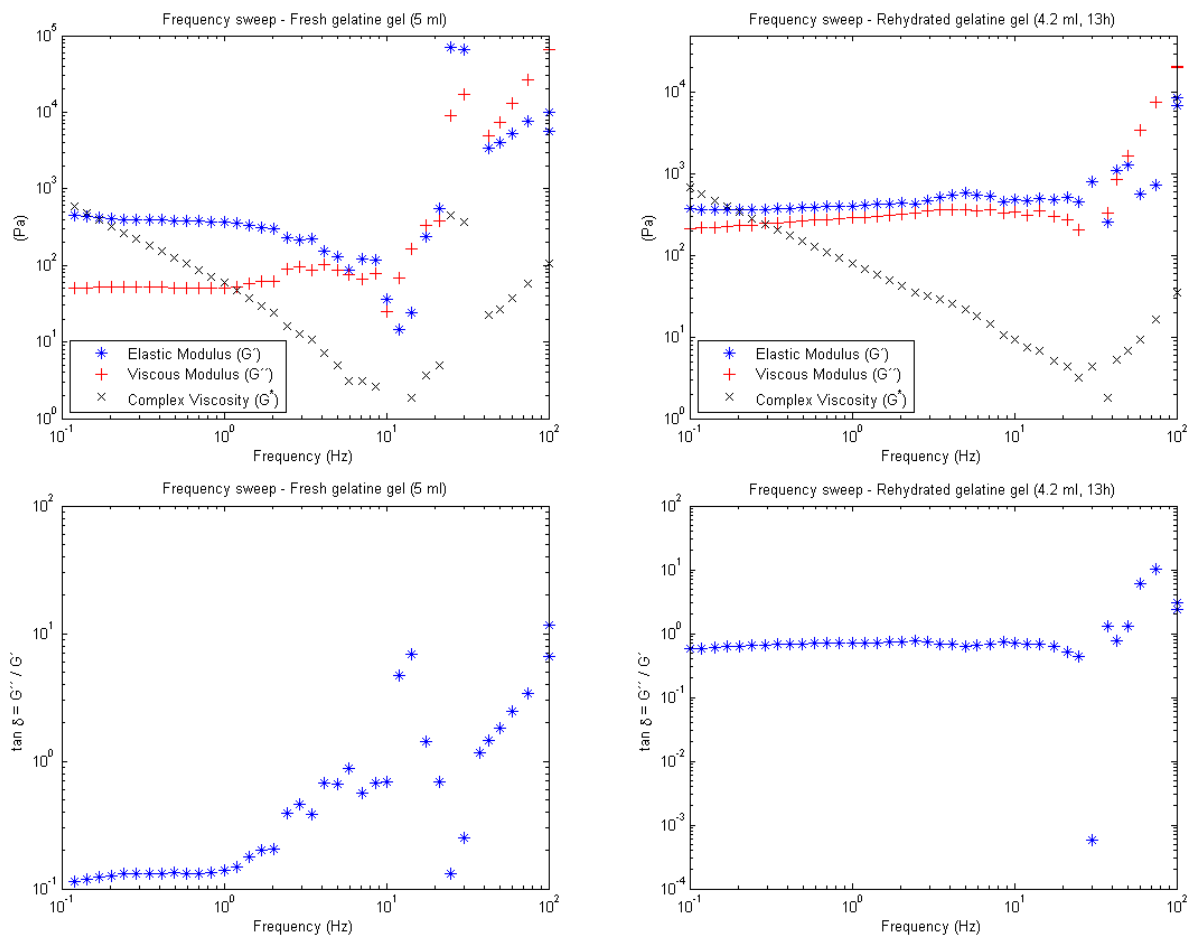 Frequency sweep - Fresh gelatine gel (5 ml)
10^5
10^4
10^3
10^2
10^1
10^0
(Pa)
Elastic Modulus (G´)
Viscous Modulus (G´´)
Complex Viscosity (G*)
10^-1 10^0 10^1 10^2
Frequency (Hz)
Frequency sweep - Rehydrated gelatine gel (4.2 ml, 13h)
10^4
10^3
10^2
10^1
10^0
(Pa)
Elastic Modulus (G´)
Viscous Modulus (G´´)
Complex Viscosity (G*)
10^-1 10^0 10^1 10^2
Frequency (Hz)
Frequency sweep - Fresh gelatine gel (5 ml)
10^2
10^1
10^0
10^-1
tan δ = G´´ / G´
10^-1 10^0 10^1 10^2
Frequency (Hz)
Frequency sweep - Rehydrated gelatine gel (4.2 ml, 13h)
10^2
10^1
10^0
10^-1
10^-2
10^-3
10^-4
tan δ = G´´ / G´
10^-1 10^0 10^1 10^2
Frequency (Hz)